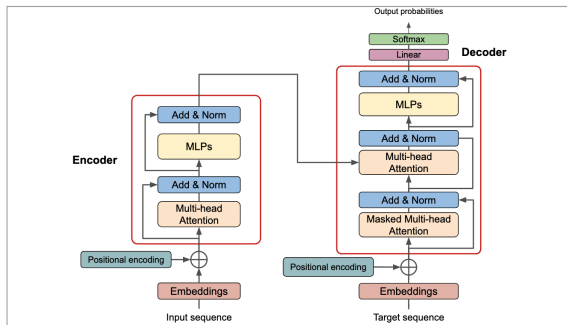 Output probabilities
Softmax
Linear
Decoder
Add & Norm
MLPs
Add & Norm
Multi-head
Attention
Add & Norm
Masked Multi-head
Attention
Positional encoding
Embeddings
Target sequence
Encoder
Add & Norm
MLPs
Add & Norm
Multi-head
Attention
Positional encoding
Embeddings
Input sequence